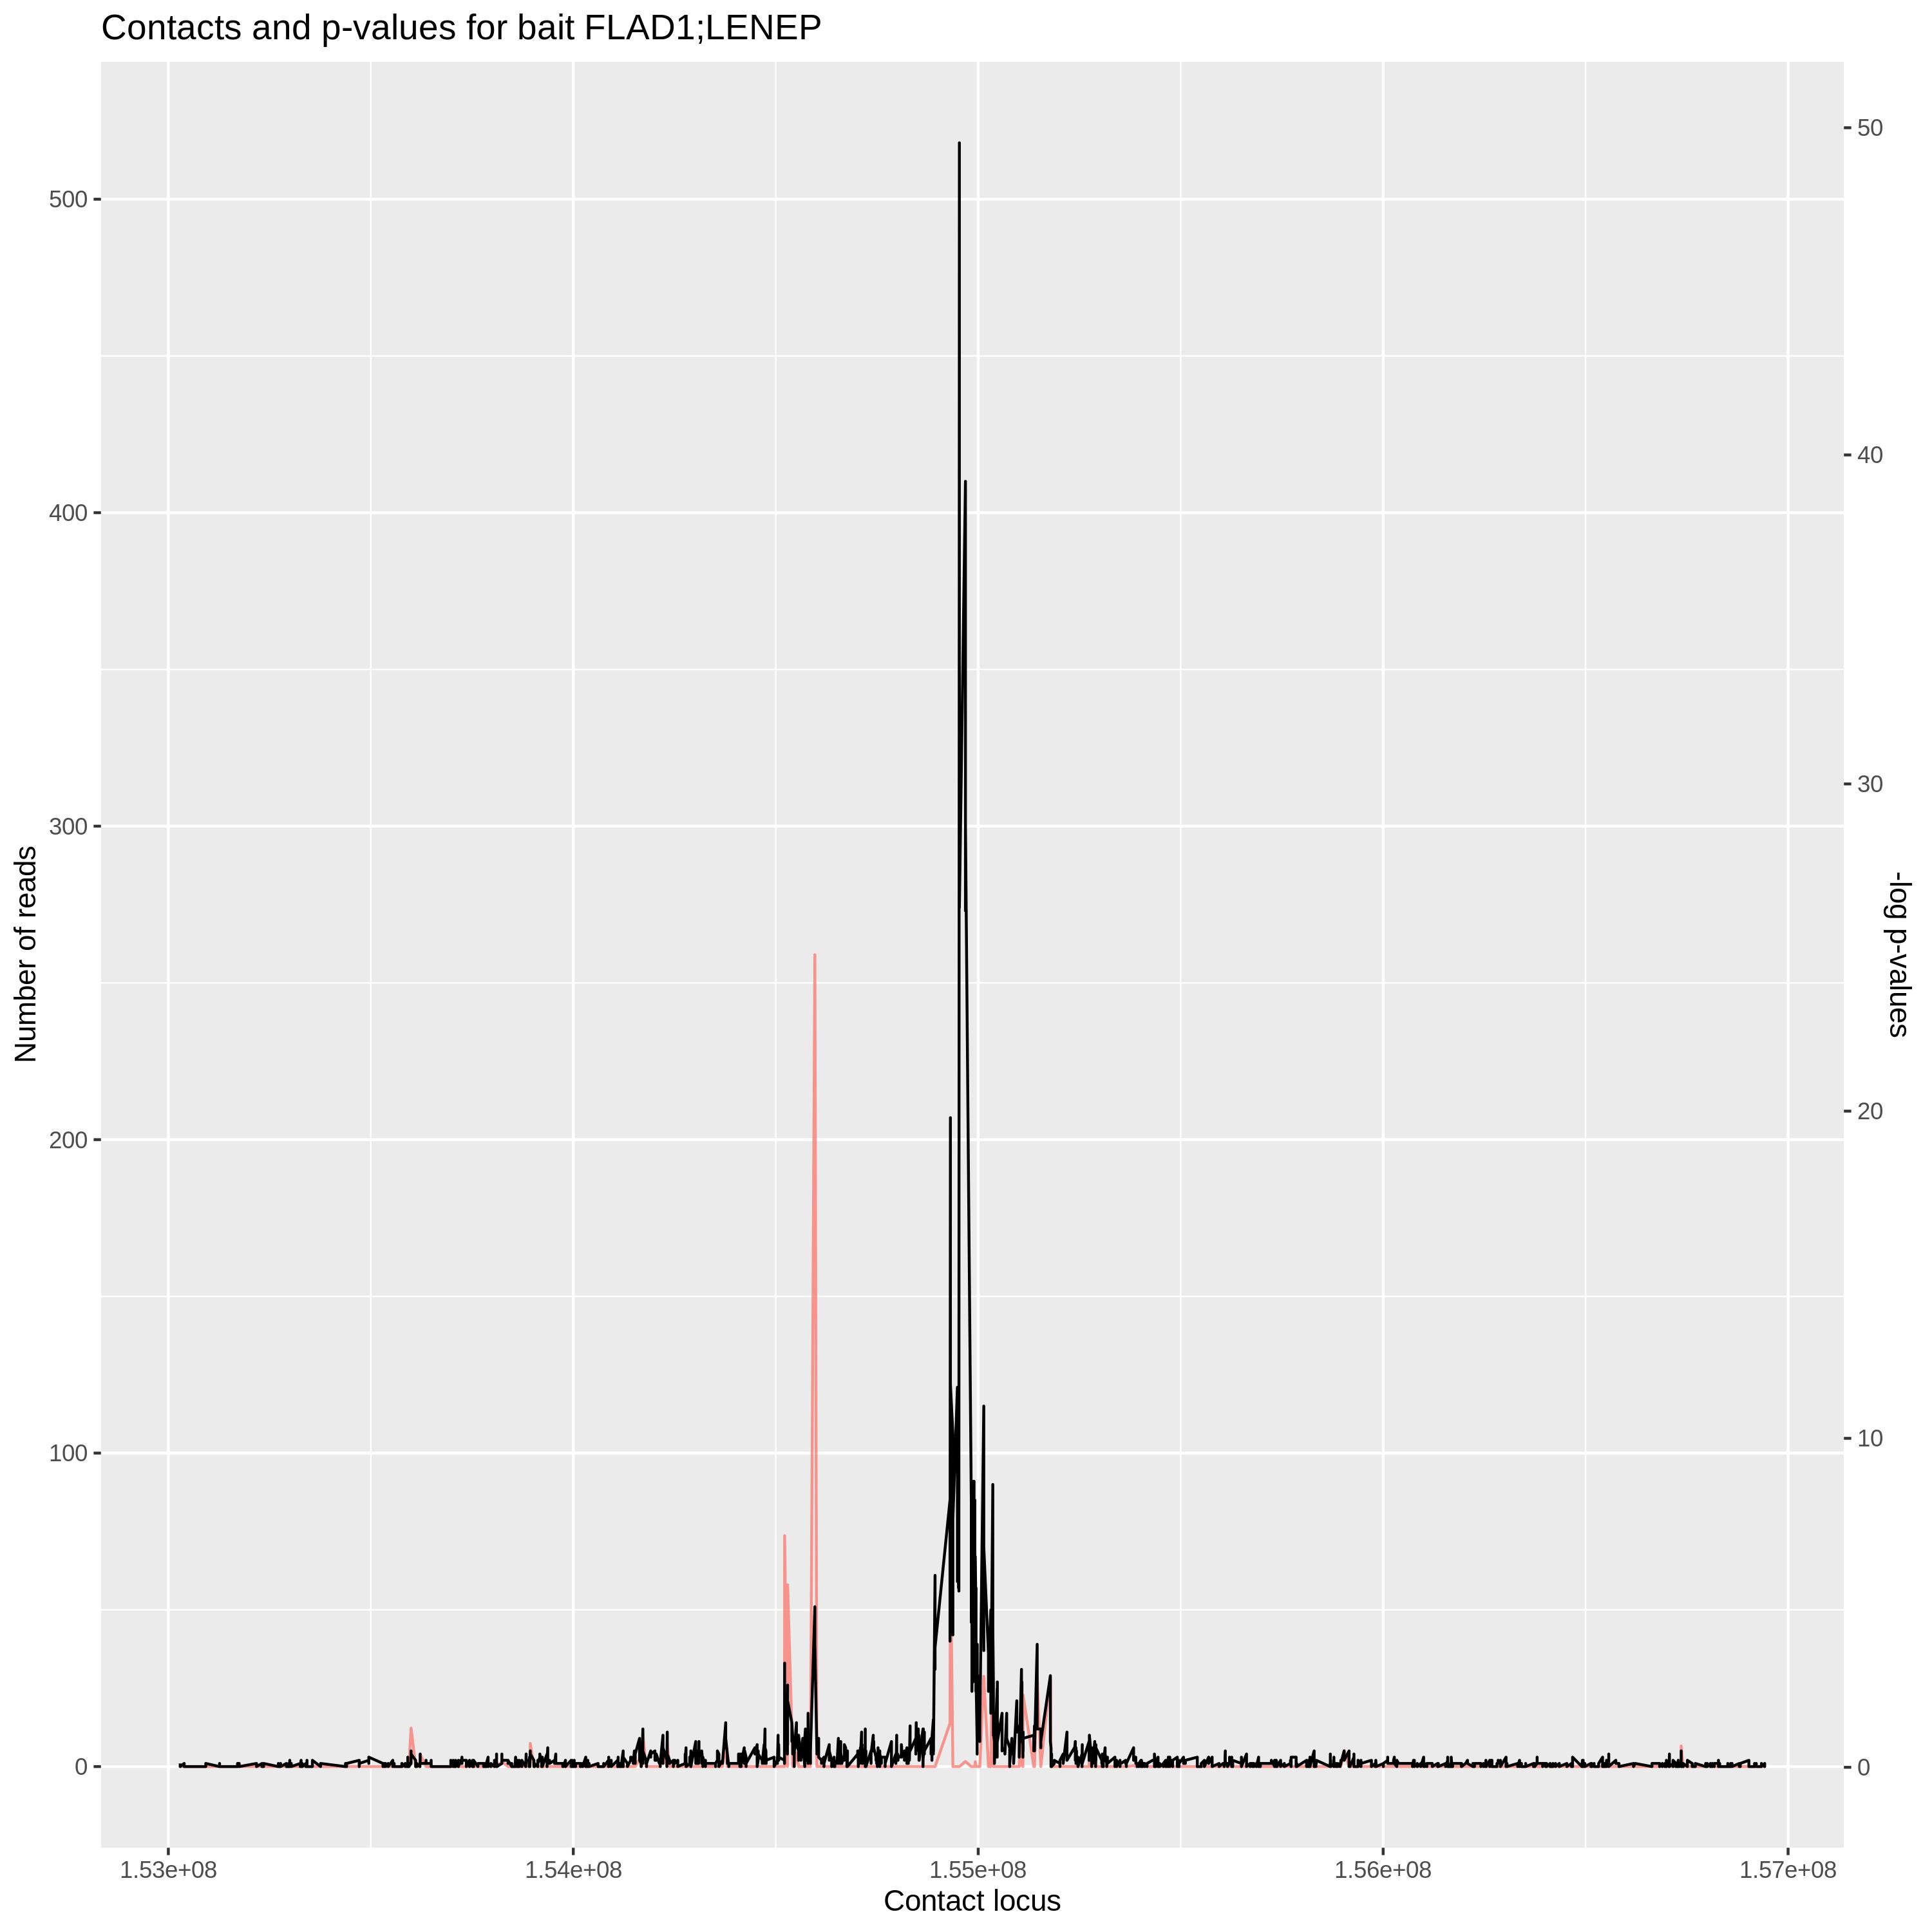 Contacts and p-values for bait FLAD1;LENEP
Number of reads
500
400
300
200
100
0
50
40
30
20
10
0
-log p-values
1.53e+08 1.54e+08 1.55e+08 1.56e+08 1.57e+08
Contact locus